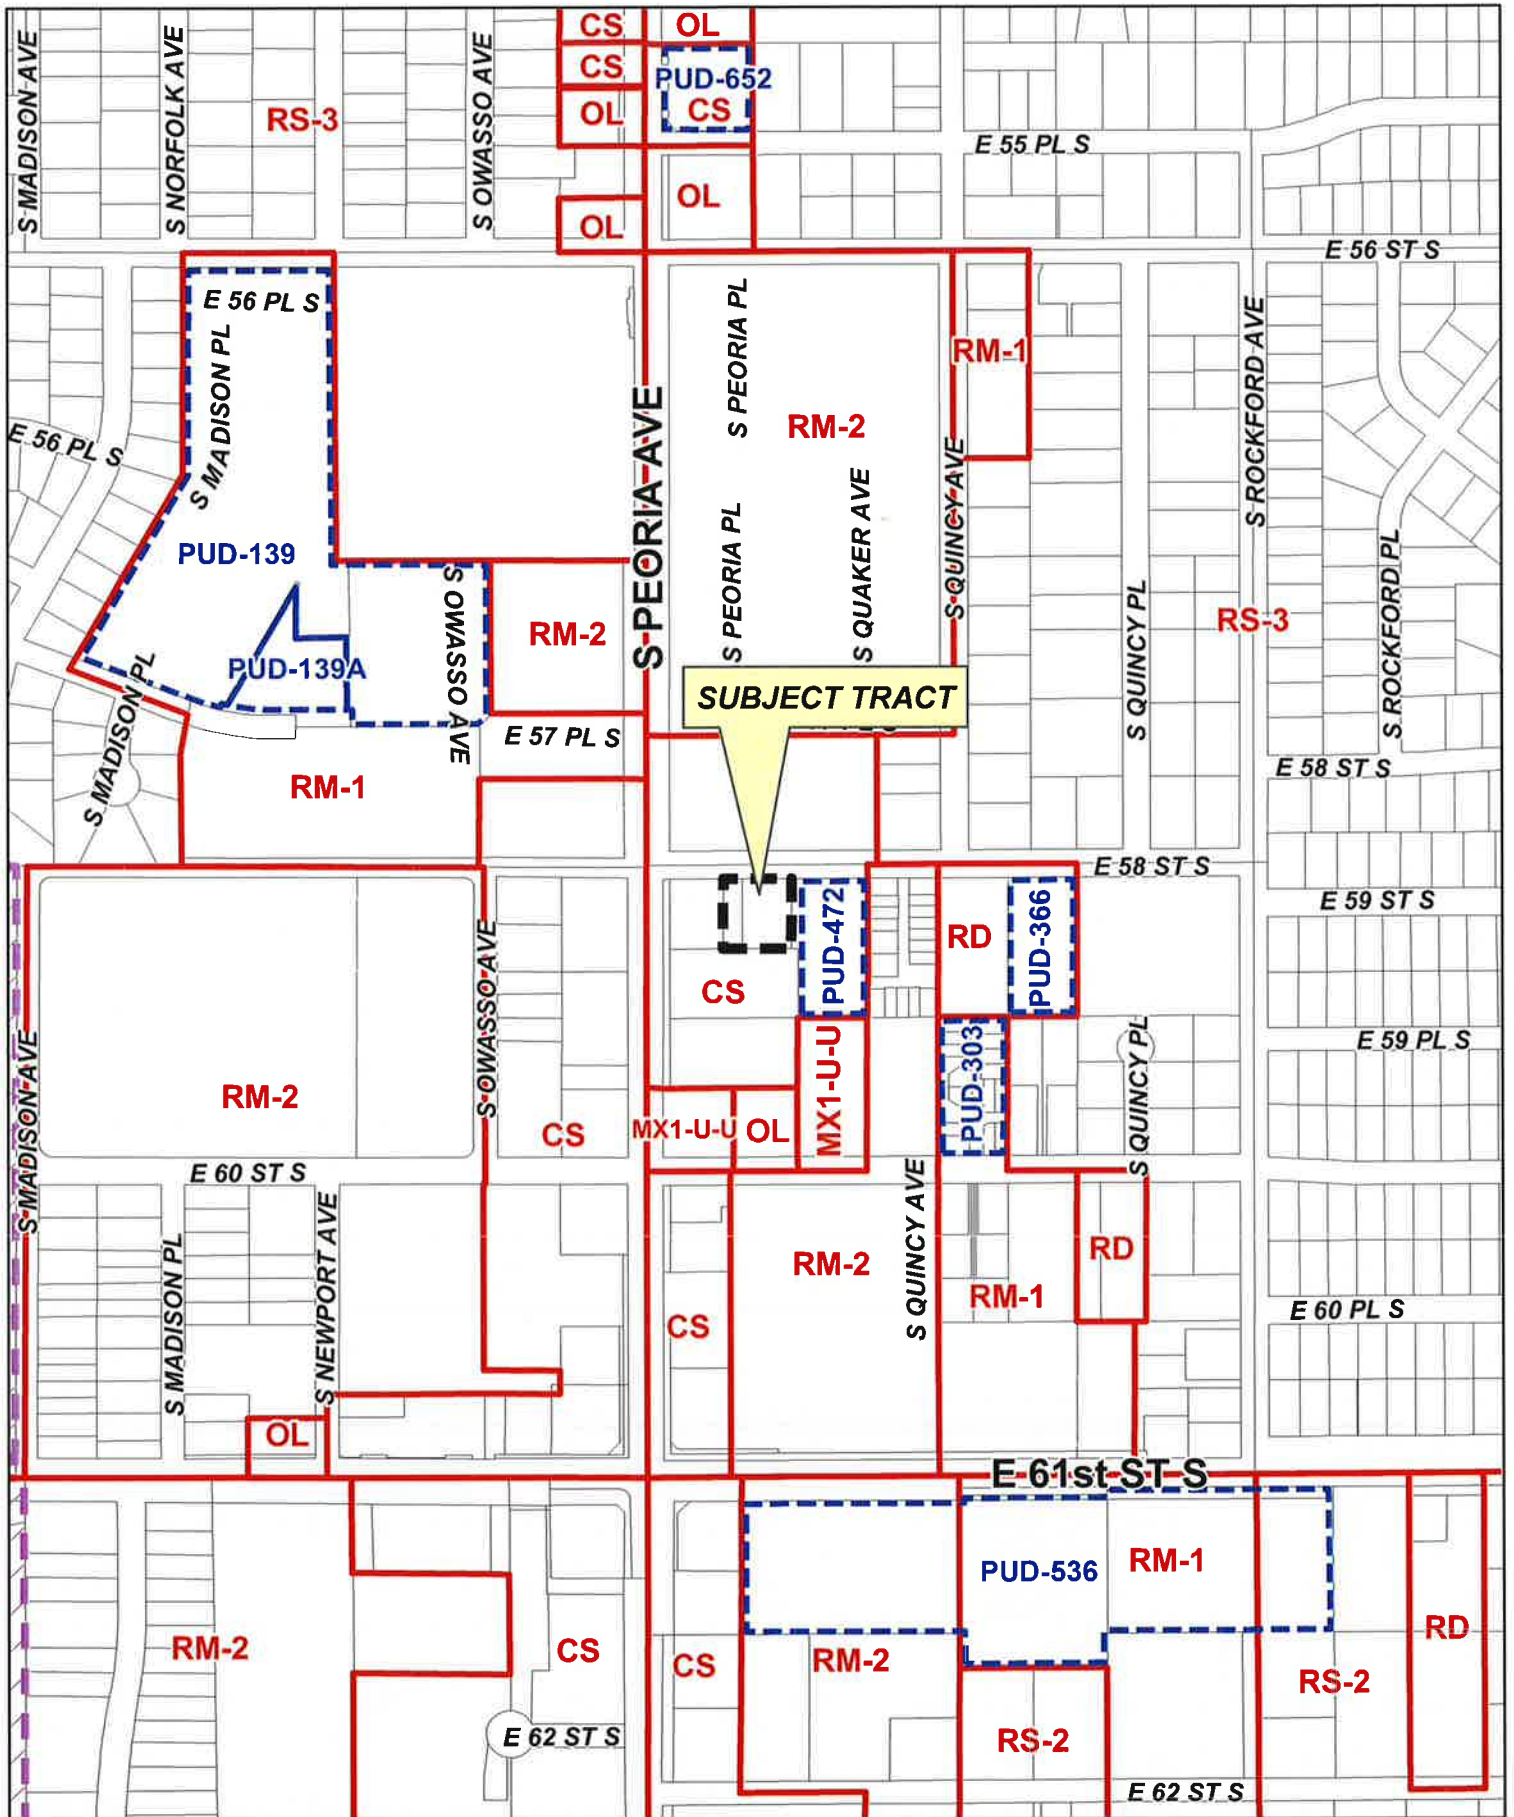 CS
OL
CS
PUD-652
CS
OL
RS-3
S MADISON AVE
S NORFOLK AVE
S OWASSO AVE
E 55 PL S
OL
OL
E 56 ST S
E 56 PL S
S MADISON PL
S PEORIA PL
RM-1
RM-2
S ROCKFORD AVE
E 56 PL S
S PEORIA AVE
S QUINCY AVE
PUD-139
S OWASSO AVE
S PEORIA PL
S QUAKER AVE
RM-2
PUD-139A
S QUINCY PL
RS-3
S ROCKFORD PL
S MADISON PL
SUBJECT TRACT
E 57 PL S
E 58 ST S
RM-1
E 58 ST S
E 59 ST S
PUD-472
RD
PUD-366
CS
S OWASSO AVE
S MADISON AVE
RM-2
E 59 PL S
PUD-303
MX1-U-U
S QUINCY PL
CS
MX1-U-U
OL
E 60 ST S
S MADISON PL
S NEWPORT AVE
S QUINCY AVE
RM-2
RD
RM-1
E 60 PL S
CS
OL
E 61st ST S
PUD-536
RM-1
RM-2
CS
CS
RM-2
RD
RS-2
RS-2
E 62 ST S
E 62 ST S